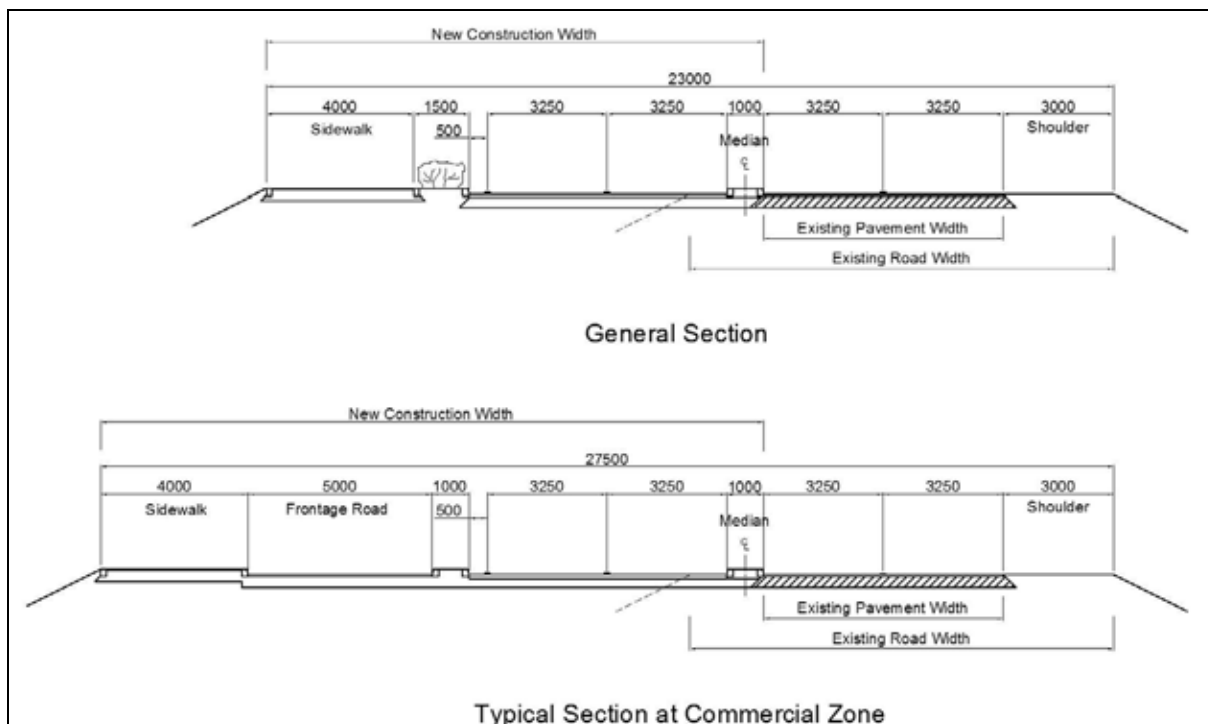 New Construction Width
23000
4000 1500 3250 3250 1000 3250 3250 3000
Sidewalk 500 Median Shoulder
℄
Existing Pavement Width
Existing Road Width
General Section
New Construction Width
27500
4000 5000 1000 3250 3250 1000 3250 3250 3000
Sidewalk Frontage Road 500 Median Shoulder
℄
Existing Pavement Width
Existing Road Width
Typical Section at Commercial Zone